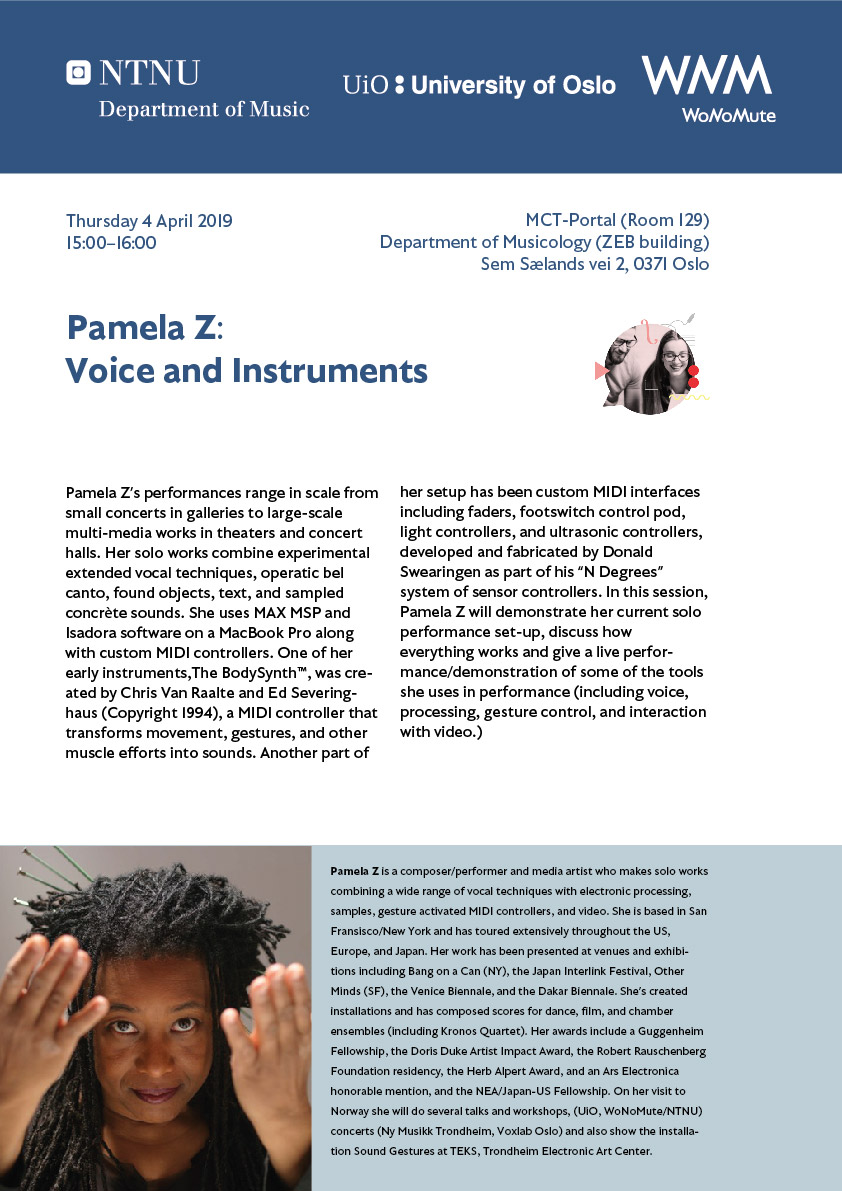 NTNU
Department of Music
UiO : University of Oslo
WNM
WoNoMute
Thursday 4 April 2019
15:00–16:00
MCT-Portal (Room 129)
Department of Musicology (ZEB building)
Sem Sælands vei 2, 0371 Oslo
Pamela Z:
Voice and Instruments
Pamela Z's performances range in scale from
small concerts in galleries to large-scale
multi-media works in theaters and concert
halls. Her solo works combine experimental
extended vocal techniques, operatic bel
canto, found objects, text, and sampled
concrète sounds. She uses MAX MSP and
Isadora software on a MacBook Pro along
with custom MIDI controllers. One of her
early instruments,The BodySynth™, was cre-
ated by Chris Van Raalte and Ed Severing-
haus (Copyright 1994), a MIDI controller that
transforms movement, gestures, and other
muscle efforts into sounds. Another part of
her setup has been custom MIDI interfaces
including faders, footswitch control pod,
light controllers, and ultrasonic controllers,
developed and fabricated by Donald
Swearingen as part of his “N Degrees”
system of sensor controllers. In this session,
Pamela Z will demonstrate her current solo
performance set-up, discuss how
everything works and give a live perfor-
mance/demonstration of some of the tools
she uses in performance (including voice,
processing, gesture control, and interaction
with video.)
Pamela Z is a composer/performer and media artist who makes solo works
combining a wide range of vocal techniques with electronic processing,
samples, gesture activated MIDI controllers, and video. She is based in San
Fransisco/New York and has toured extensively throughout the US,
Europe, and Japan. Her work has been presented at venues and exhibi-
tions including Bang on a Can (NY), the Japan Interlink Festival, Other
Minds (SF), the Venice Biennale, and the Dakar Biennale. She's created
installations and has composed scores for dance, film, and chamber
ensembles (including Kronos Quartet). Her awards include a Guggenheim
Fellowship, the Doris Duke Artist Impact Award, the Robert Rauschenberg
Foundation residency, the Herb Alpert Award, and an Ars Electronica
honorable mention, and the NEA/Japan-US Fellowship. On her visit to
Norway she will do several talks and workshops, (UiO, WoNoMute/NTNU)
concerts (Ny Musikk Trondheim, Voxlab Oslo) and also show the installa-
tion Sound Gestures at TEKS, Trondheim Electronic Art Center.